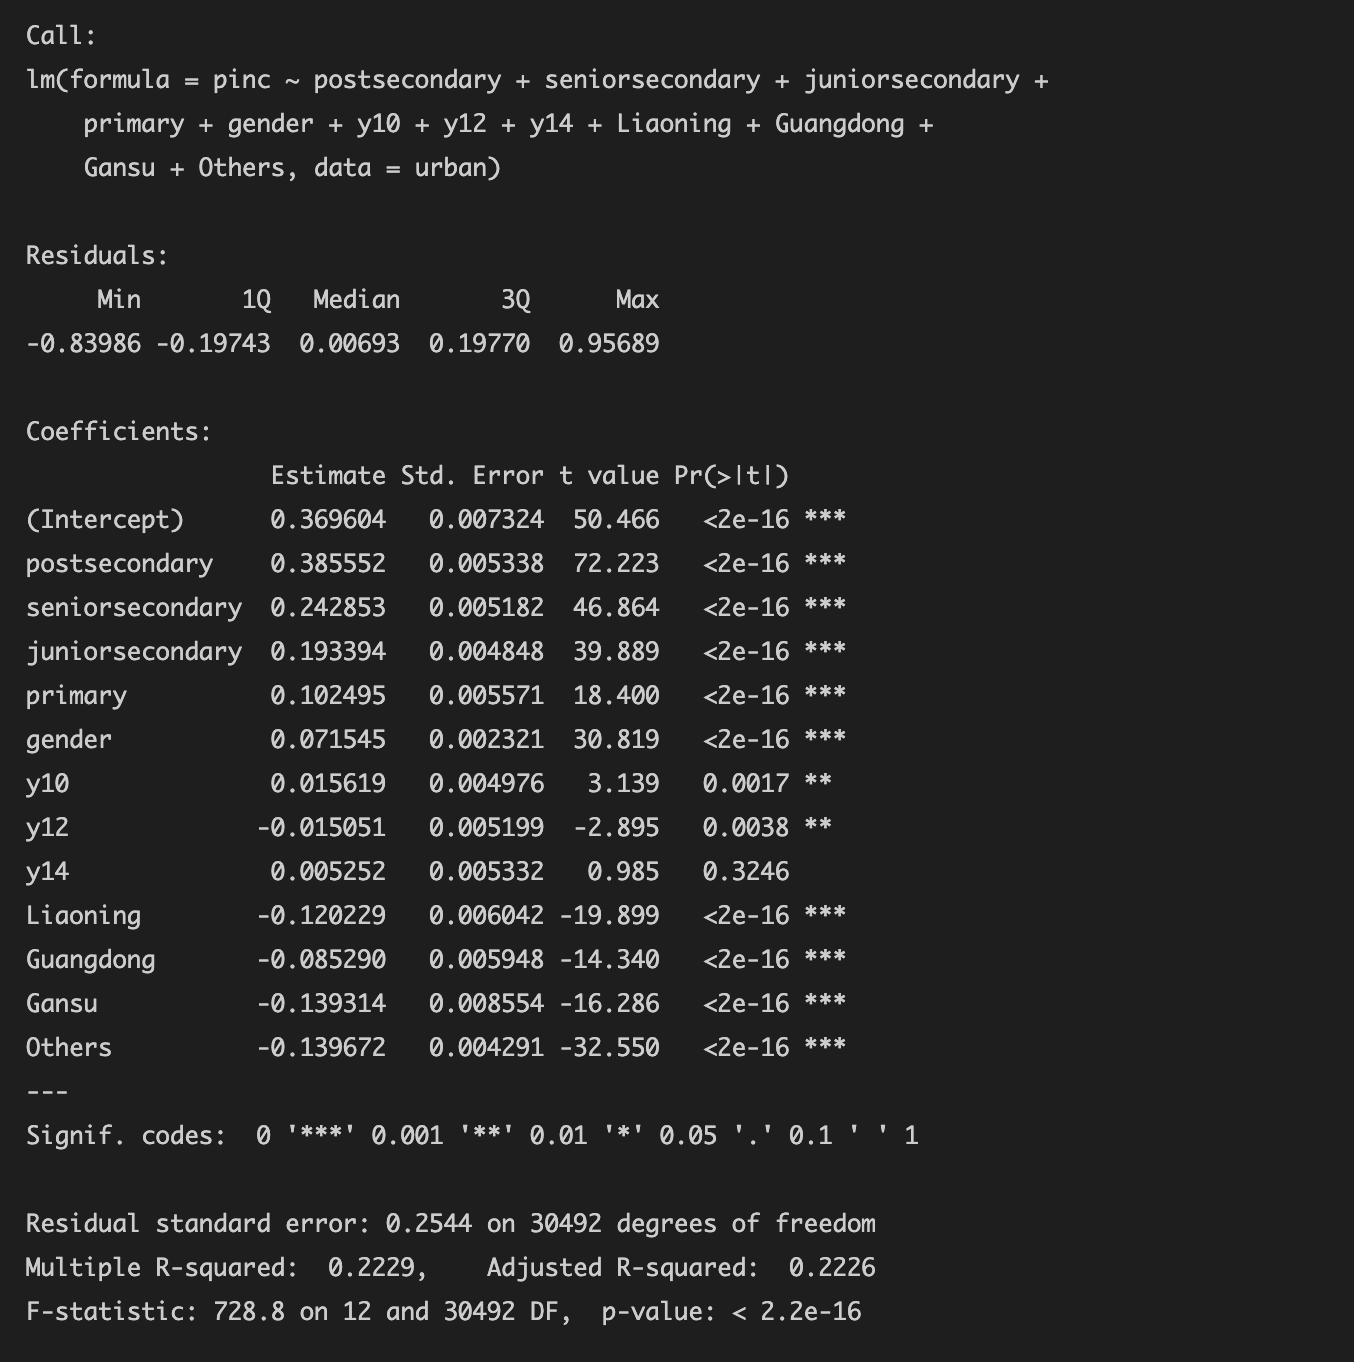 Call:
lm(formula = pinc ~ postsecondary + seniorsecondary + juniorsecondary +
    primary + gender + y10 + y12 + y14 + Liaoning + Guangdong +
    Gansu + Others, data = urban)
Residuals:
     Min       1Q   Median       3Q      Max
-0.83986 -0.19743  0.00693  0.19770  0.95689
Coefficients:
                 Estimate Std. Error t value Pr(>|t|)
(Intercept)      0.369604   0.007324  50.466   <2e-16 ***
postsecondary    0.385552   0.005338  72.223   <2e-16 ***
seniorsecondary  0.242853   0.005182  46.864   <2e-16 ***
juniorsecondary  0.193394   0.004848  39.889   <2e-16 ***
primary          0.102495   0.005571  18.400   <2e-16 ***
gender           0.071545   0.002321  30.819   <2e-16 ***
y10              0.015619   0.004976   3.139   0.0017 **
y12             -0.015051   0.005199  -2.895   0.0038 **
y14              0.005252   0.005332   0.985   0.3246
Liaoning        -0.120229   0.006042 -19.899   <2e-16 ***
Guangdong       -0.085290   0.005948 -14.340   <2e-16 ***
Gansu           -0.139314   0.008554 -16.286   <2e-16 ***
Others          -0.139672   0.004291 -32.550   <2e-16 ***
---
Signif. codes:  0 '***' 0.001 '**' 0.01 '*' 0.05 '.' 0.1 ' ' 1
Residual standard error: 0.2544 on 30492 degrees of freedom
Multiple R-squared:  0.2229,    Adjusted R-squared:  0.2226
F-statistic: 728.8 on 12 and 30492 DF,  p-value: < 2.2e-16